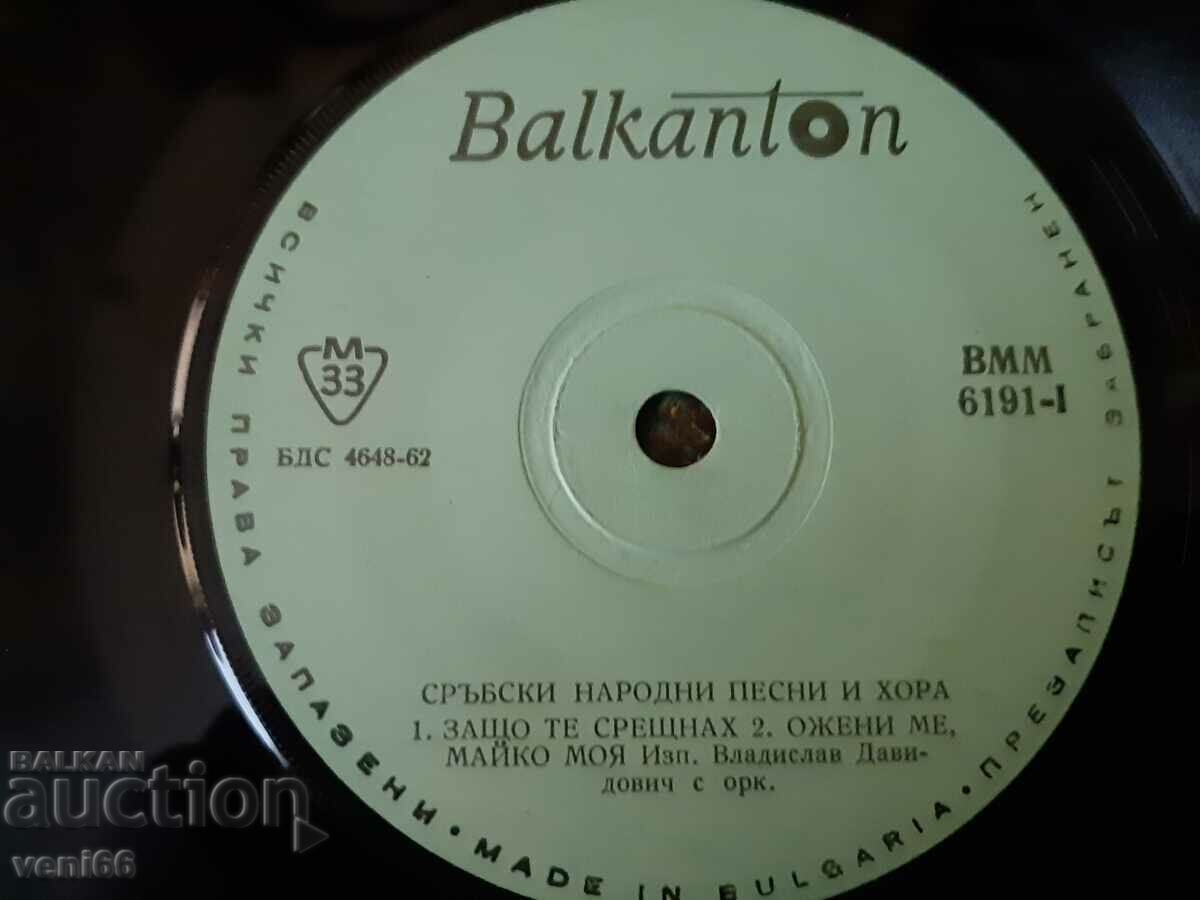 Balkanton
M
33
БДС 4648-62
ВММ
6191-I
СРЪБСКИ НАРОДНИ ПЕСНИ И ХОРА
1. ЗАЩО ТЕ СРЕЩНАХ 2. ОЖЕНИ МЕ,
МАЙКО МОЯ Изп. Владислав Дави-
дович с орк.
ВСИЧКИ ПРАВА ЗАПАЗЕНИ • MADE IN BULGARIA • ПРЕЗАПИСЪТ ЗАБРАНЕН
BALKAN
auction
veni66